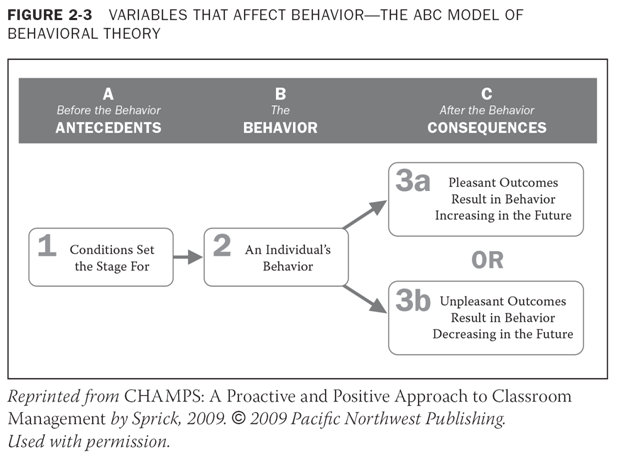 FIGURE 2-3 VARIABLES THAT AFFECT BEHAVIOR—THE ABC MODEL OF
BEHAVIORAL THEORY
A
Before the Behavior
ANTECEDENTS
B
The
BEHAVIOR
C
After the Behavior
CONSEQUENCES
1
Conditions Set
the Stage For
2
An Individual's
Behavior
3a
Pleasant Outcomes
Result in Behavior
Increasing in the Future
OR
3b
Unpleasant Outcomes
Result in Behavior
Decreasing in the Future
Reprinted from CHAMPS: A Proactive and Positive Approach to Classroom
Management by Sprick, 2009. © 2009 Pacific Northwest Publishing.
Used with permission.